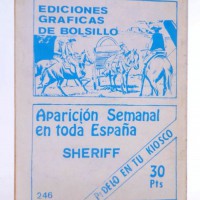 EDICIONES
GRAFICAS
DE BOLSILLO
Aparición Semanal
en toda España
SHERIFF
PIDELO EN TU KIOSCO
30
Pts
246